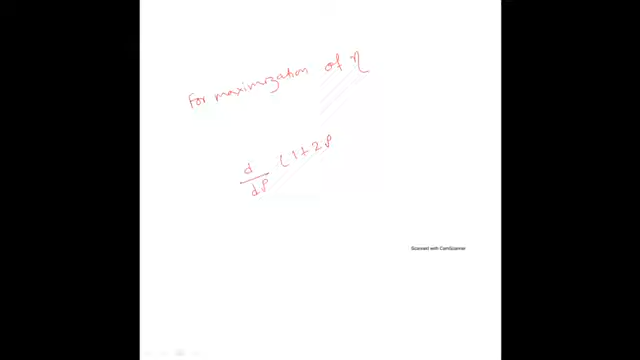 For maximization of η
d/dρ (1+2ρ
Scanned with CamScanner